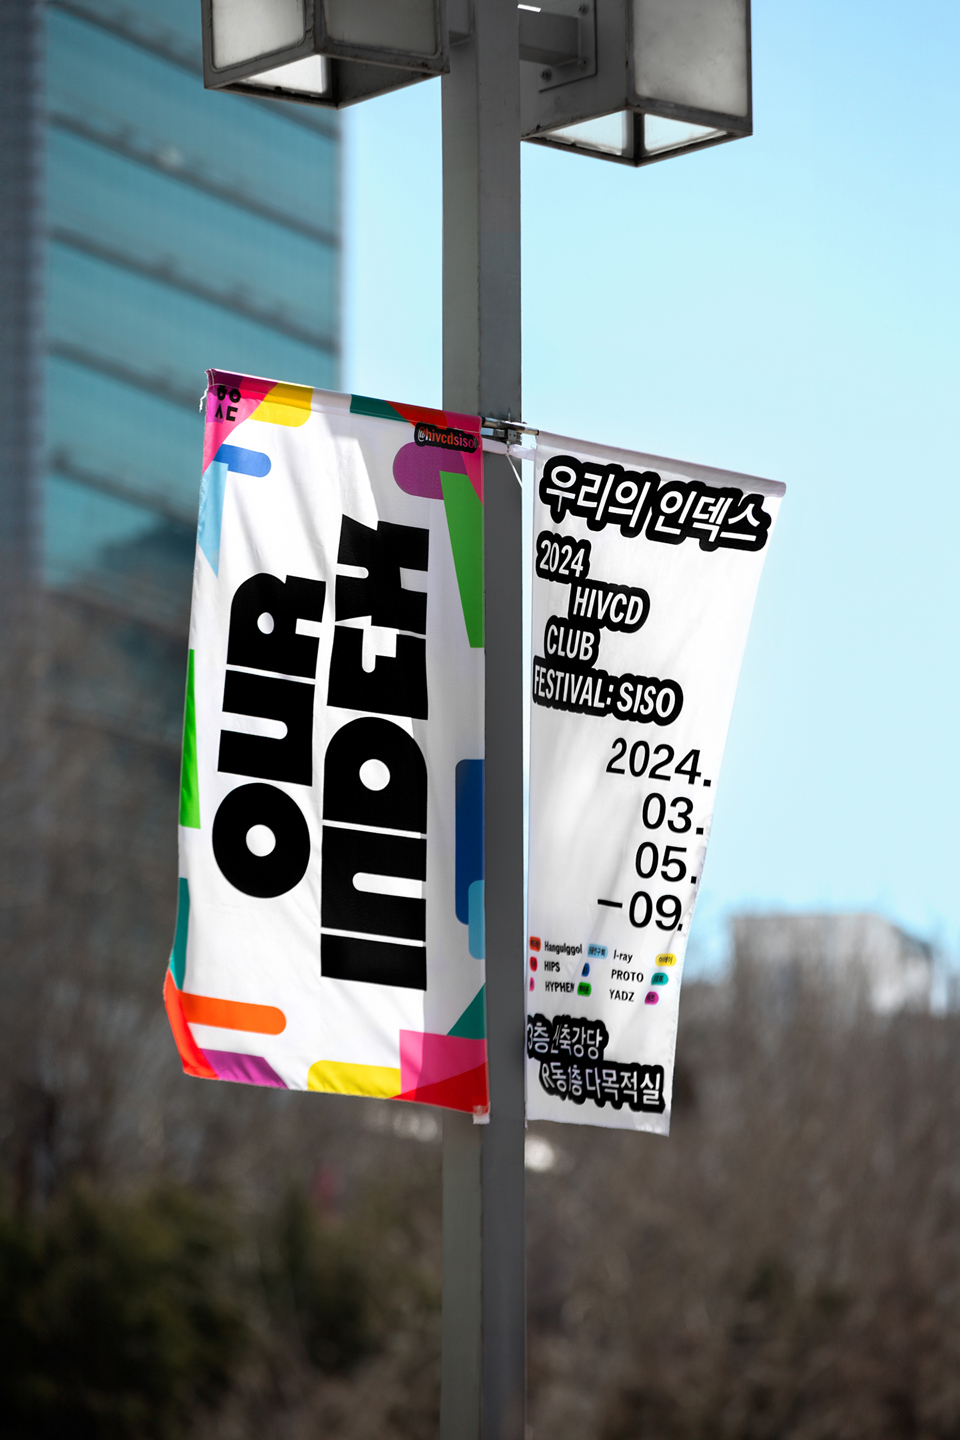 @hivcdsiso
OUR
INDEX
우리의 인덱스
2024
HIVCD
CLUB
FESTIVAL: SISO
2024.
03.
05.
–09.
Hangulggol
I-ray
HIPS
PROTO
HYPHEN
YADZ
3층 신축강당
R동 1층 다목적실